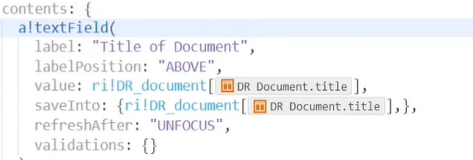 contents: {
a!textField(
label: "Title of Document",
labelPosition: "ABOVE",
value: ri!DR_document[DR Document.title],
saveInto: {ri!DR_document[DR Document.title],},
refreshAfter: "UNFOCUS",
validations: {}